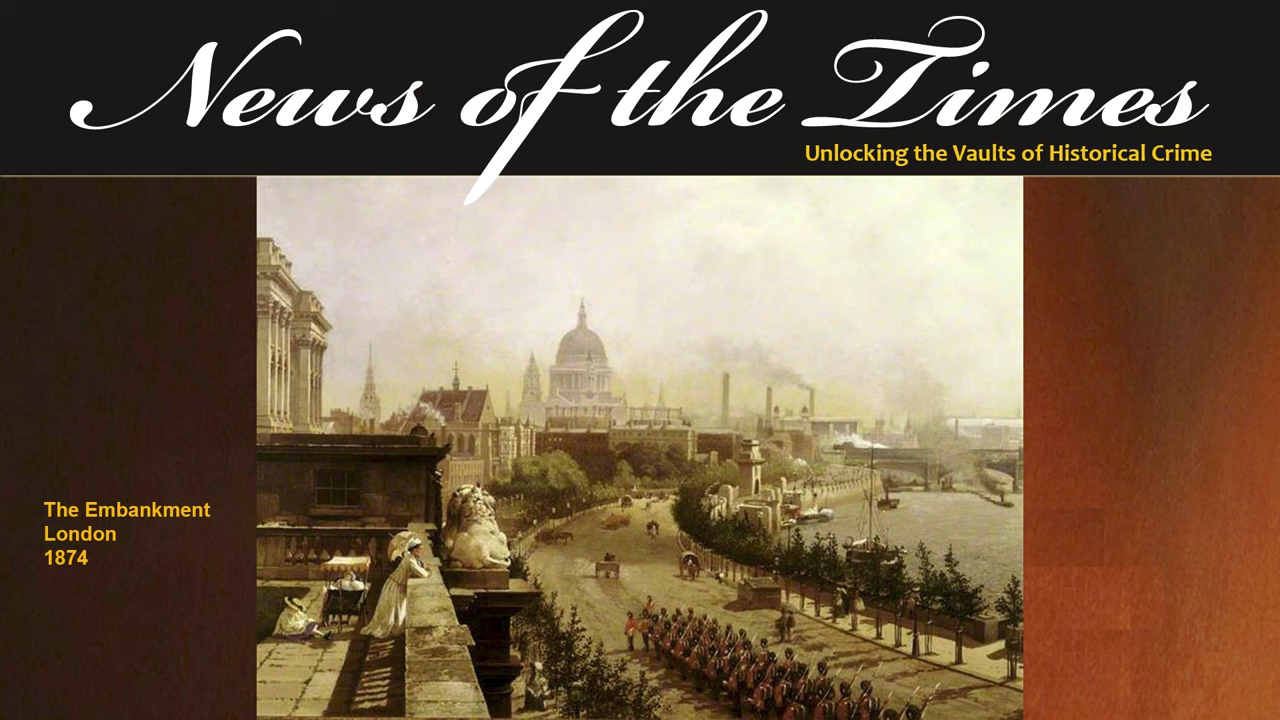 News of the Times
Unlocking the Vaults of Historical Crime
The Embankment
London
1874